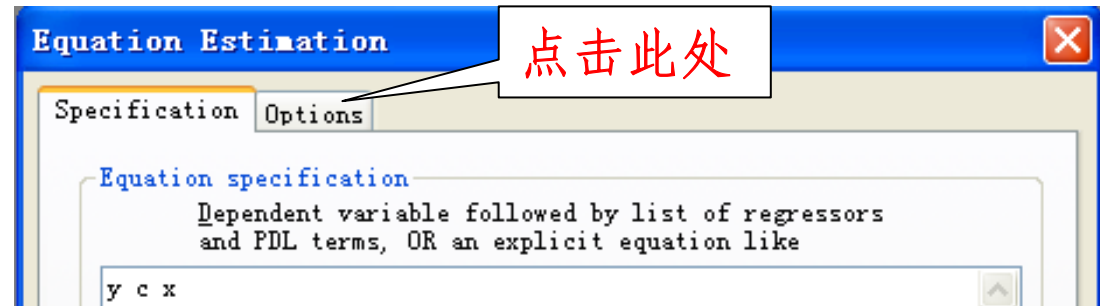 Equation Estimation
点击此处
Specification
Options
Equation specification
Dependent variable followed by list of regressors
and PDL terms, OR an explicit equation like
y c x